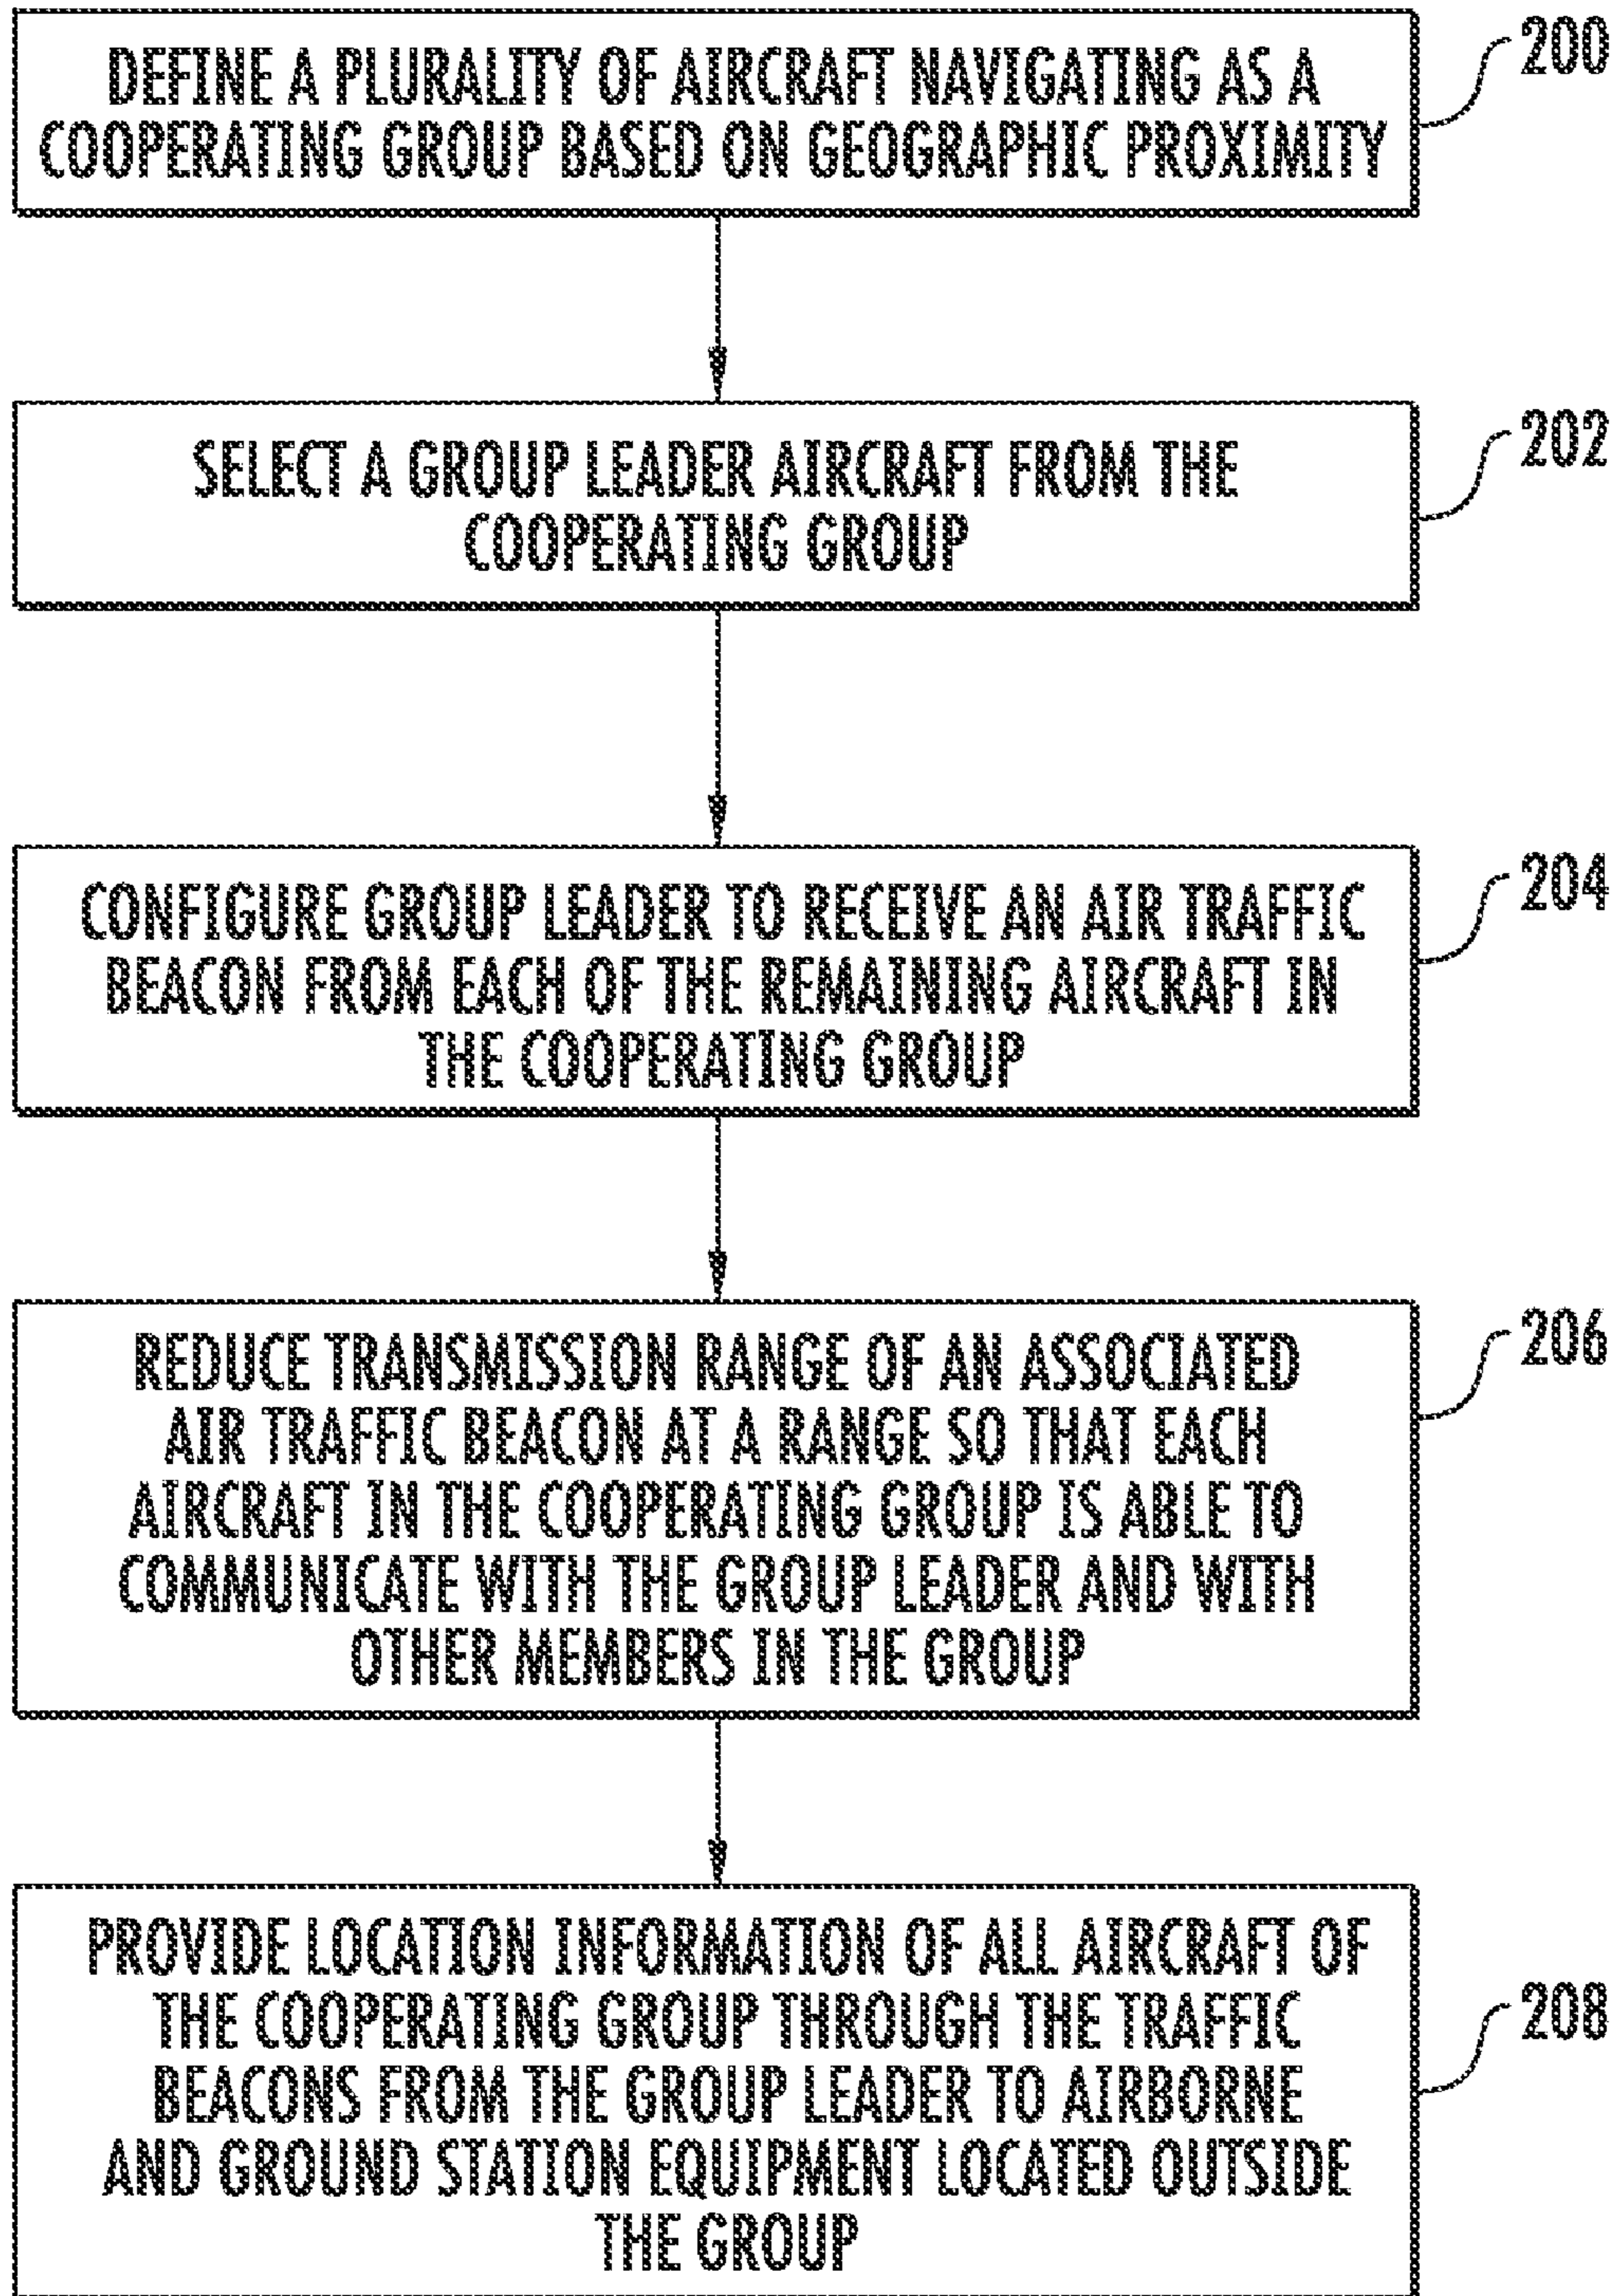 DEFINE A PLURALITY OF AIRCRAFT NAVIGATING AS A
COOPERATING GROUP BASED ON GEOGRAPHIC PROXIMITY
200
SELECT A GROUP LEADER AIRCRAFT FROM THE
COOPERATING GROUP
202
CONFIGURE GROUP LEADER TO RECEIVE AN AIR TRAFFIC
BEACON FROM EACH OF THE REMAINING AIRCRAFT IN
THE COOPERATING GROUP
204
REDUCE TRANSMISSION RANGE OF AN ASSOCIATED
AIR TRAFFIC BEACON AT A RANGE SO THAT EACH
AIRCRAFT IN THE COOPERATING GROUP IS ABLE TO
COMMUNICATE WITH THE GROUP LEADER AND WITH
OTHER MEMBERS IN THE GROUP
206
PROVIDE LOCATION INFORMATION OF ALL AIRCRAFT OF
THE COOPERATING GROUP THROUGH THE TRAFFIC
BEACONS FROM THE GROUP LEADER TO AIRBORNE
AND GROUND STATION EQUIPMENT LOCATED OUTSIDE
THE GROUP
208